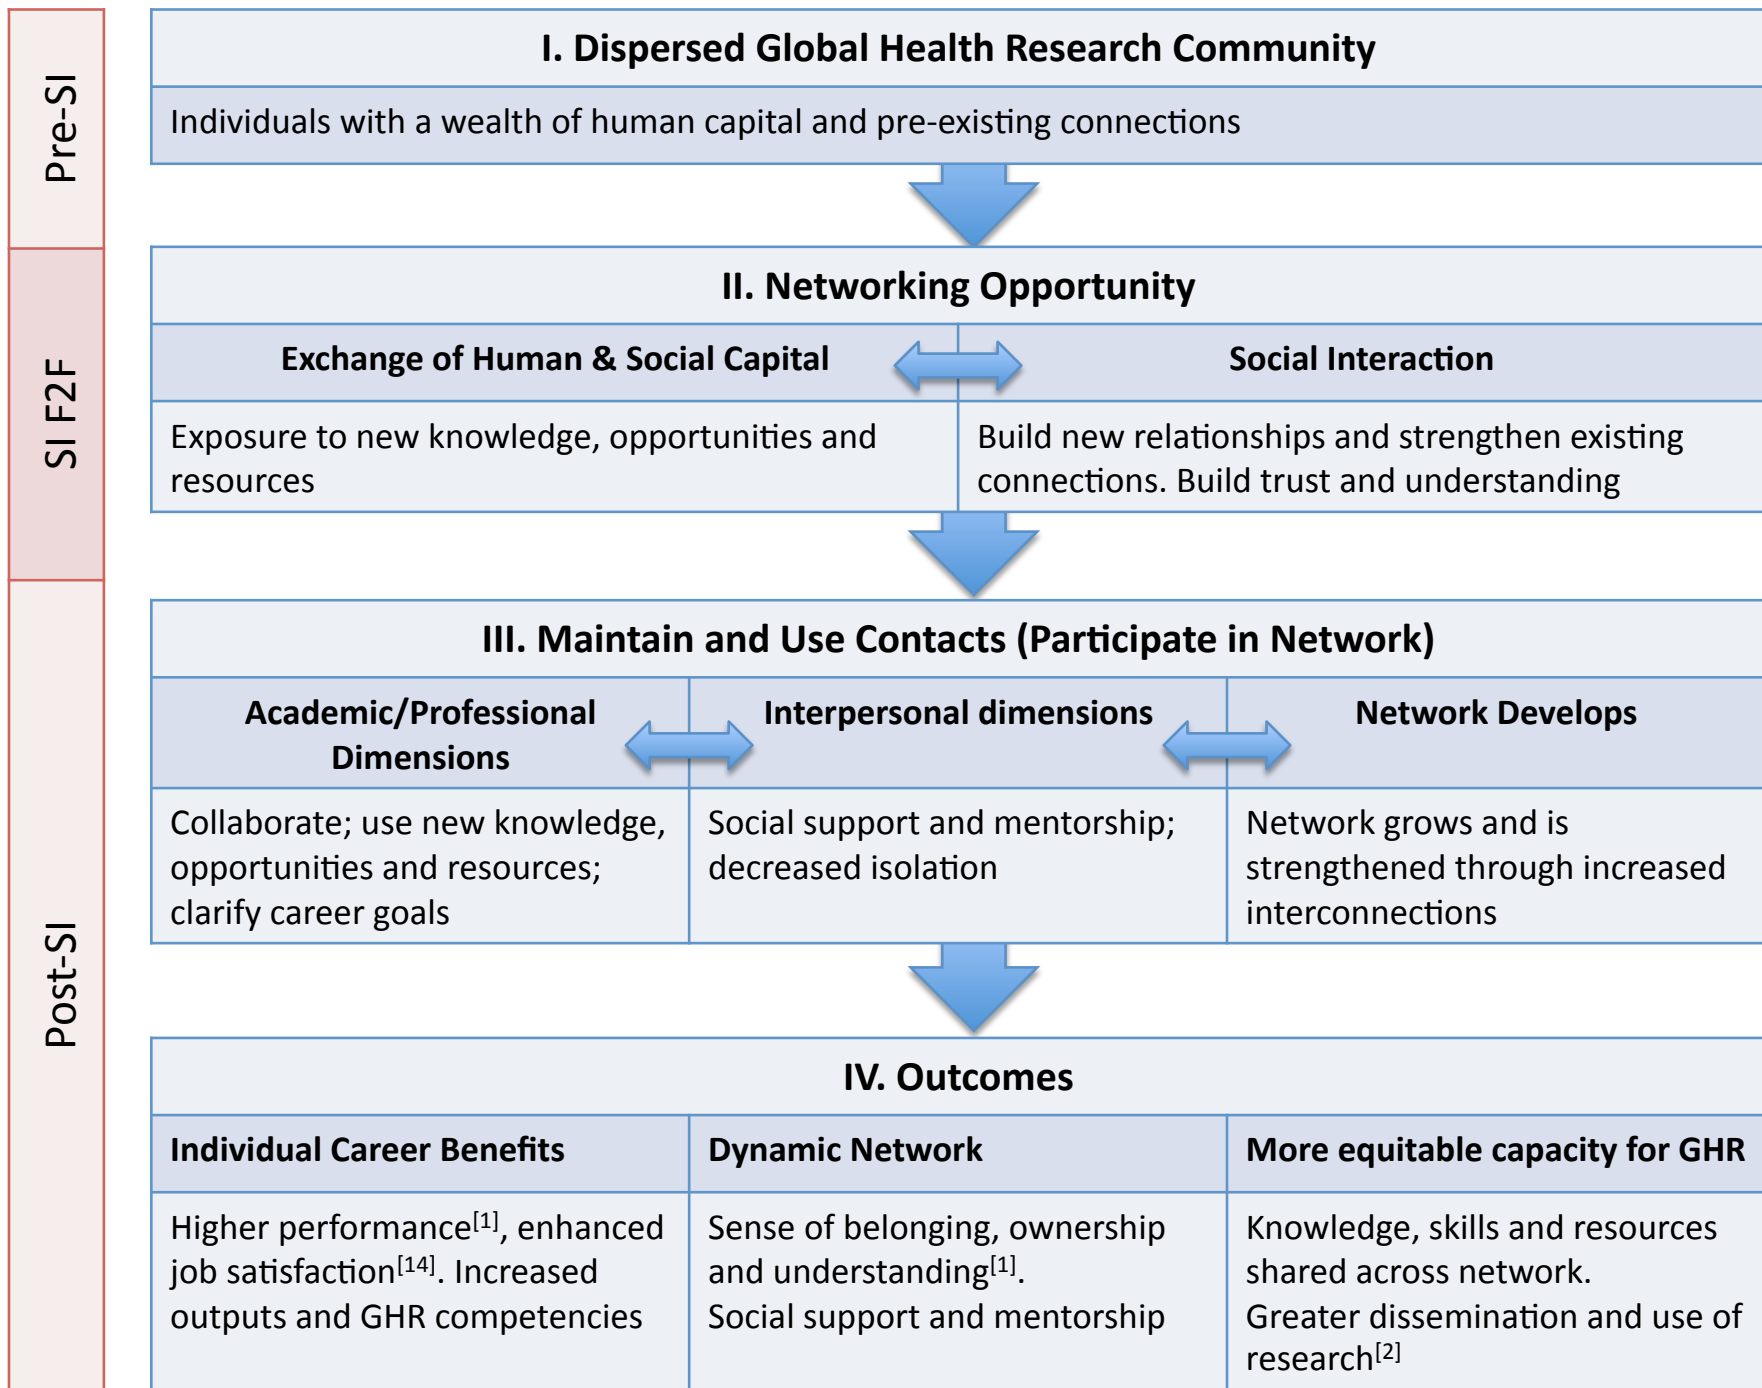 Pre-SI
I. Dispersed Global Health Research Community
Individuals with a wealth of human capital and pre-existing connections
SI F2F
II. Networking Opportunity
Exchange of Human & Social Capital
Social Interaction
Exposure to new knowledge, opportunities and
resources
Build new relationships and strengthen existing
connections. Build trust and understanding
Post-SI
III. Maintain and Use Contacts (Participate in Network)
Academic/Professional
Dimensions
Interpersonal dimensions
Network Develops
Collaborate; use new knowledge,
opportunities and resources;
clarify career goals
Social support and mentorship;
decreased isolation
Network grows and is
strengthened through increased
interconnections
IV. Outcomes
Individual Career Benefits
Dynamic Network
More equitable capacity for GHR
Higher performance[1], enhanced
job satisfaction[14]. Increased
outputs and GHR competencies
Sense of belonging, ownership
and understanding[1].
Social support and mentorship
Knowledge, skills and resources
shared across network.
Greater dissemination and use of
research[2]